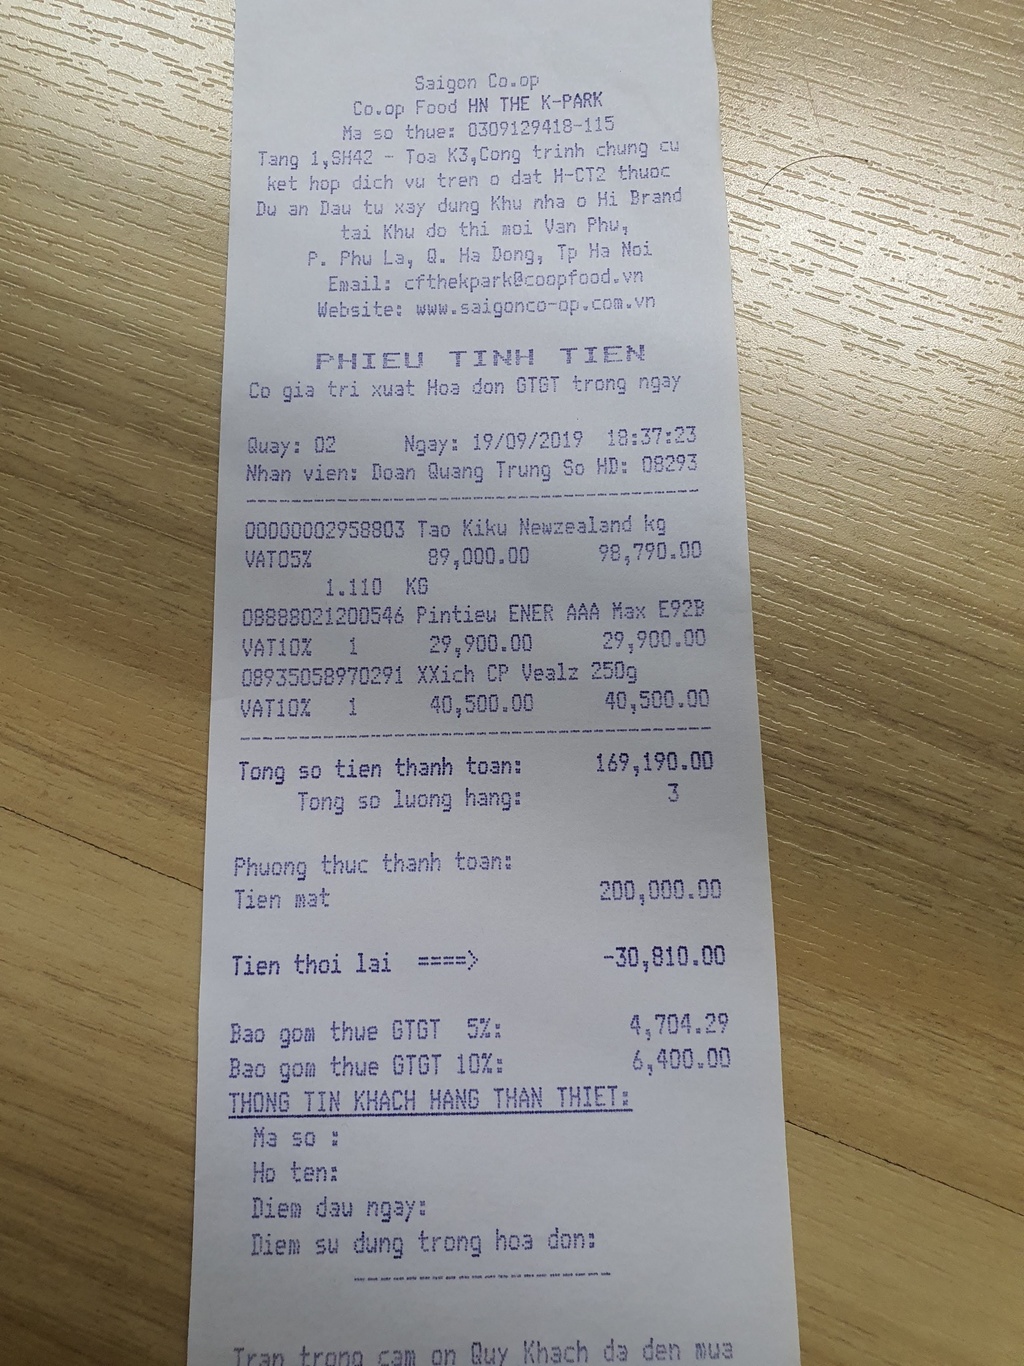 Saigon Co.op
Co.op Food HN THE K-PARK
Ma so thue: 0309129418-115
Tang 1,SH42 - Toa K3,Cong trinh chung cu
ket hop dich vu tren o dat H-CT2 thuoc
Du an Dau tu xay dung Khu nha o Hi Brand
tai Khu do thi moi Van Phu,
P. Phu La, Q. Ha Dong, Tp Ha Noi
Email: cfthekpark@coopfood.vn
Website: www.saigonco-op.com.vn
PHIEU TINH TIEN
Co gia tri xuat Hoa don GTGT trong ngay
Quay: 02 Ngay: 19/09/2019 18:37:23
Nhan vien: Doan Quang Trung So HD: 08293
00000002958803 Tao Kiku Newzealand kg
VAT05% 89,000.00 98,790.00
1.110 KG
08888021200546 Pintieu ENER AAA Max E92B
VAT10% 1 29,900.00 29,900.00
08935058970291 XXich CP Vealz 250g
VAT10% 1 40,500.00 40,500.00
Tong so tien thanh toan: 169,190.00
Tong so luong hang: 3
Phuong thuc thanh toan:
Tien mat 200,000.00
Tien thoi lai ====> -30,810.00
Bao gom thue GTGT 5%: 4,704.29
Bao gom thue GTGT 10%: 6,400.00
THONG TIN KHACH HANG THAN THIET:
Ma so :
Ho ten:
Diem dau ngay:
Diem su dung trong hoa don:
Tran trong cam on Quy Khach da den mua